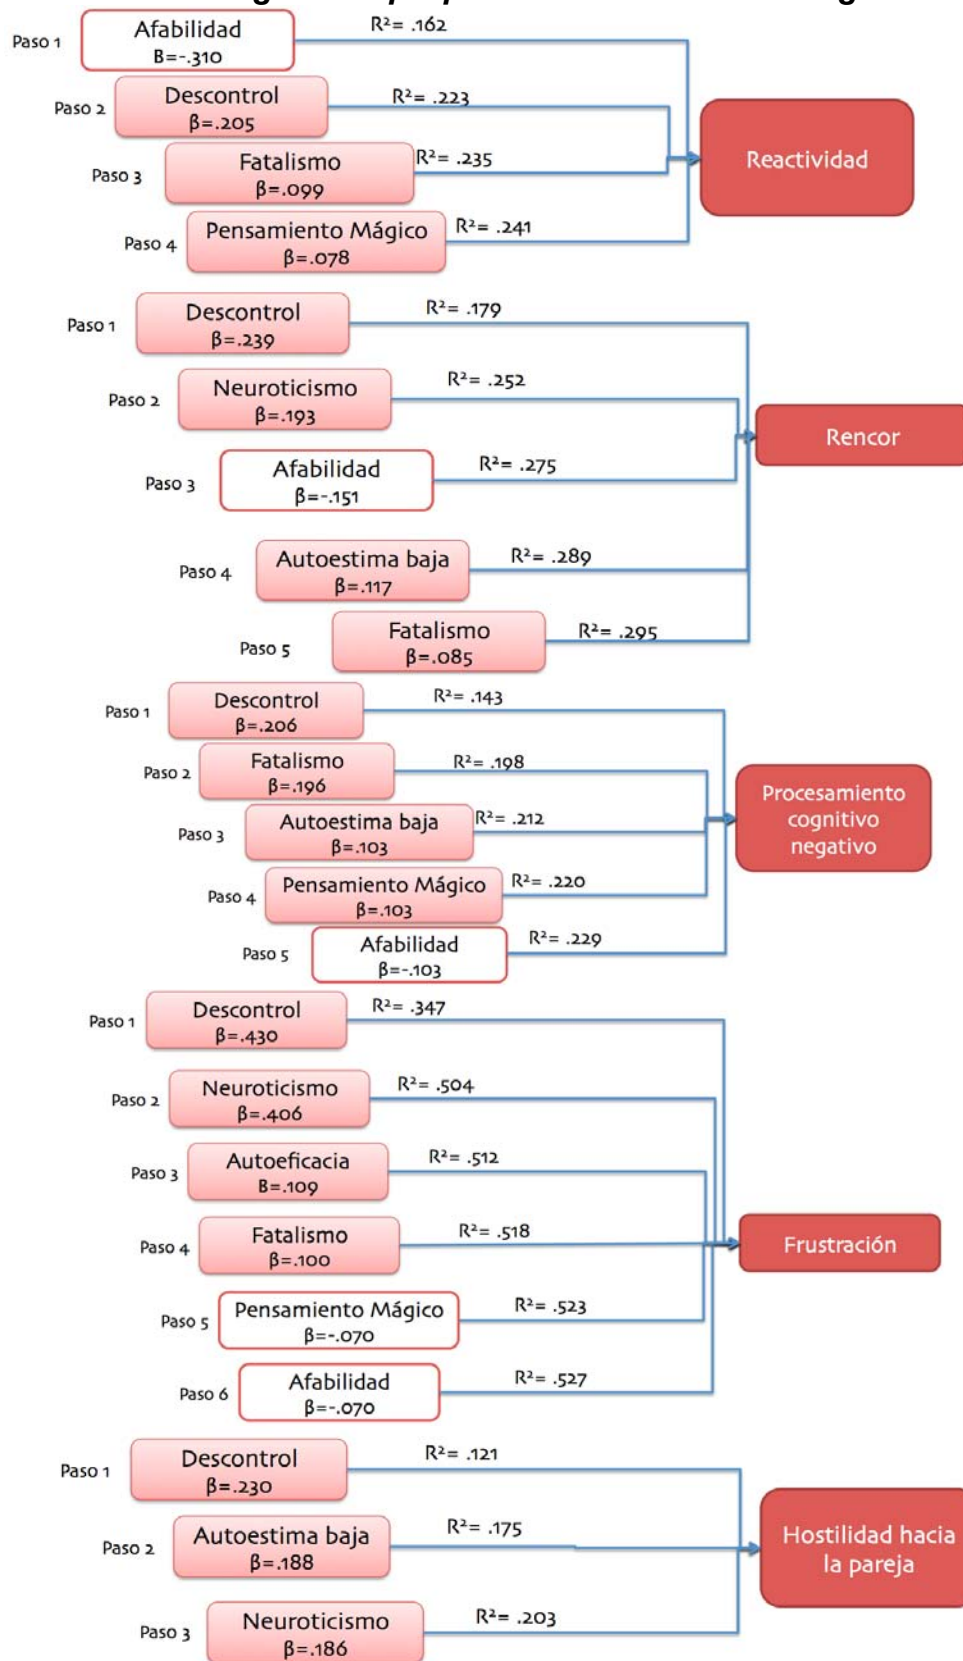 Paso 1
Afabilidad
B=-.310
R²= .162
Paso 2
Descontrol
β=.205
R²= .223
Paso 3
Fatalismo
β=.099
R²= .235
Paso 4
Pensamiento Mágico
β=.078
R²= .241
Reactividad
Paso 1
Descontrol
β=.239
R²= .179
Paso 2
Neuroticismo
β=.193
R²= .252
Paso 3
Afabilidad
β=-.151
R²= .275
Paso 4
Autoestima baja
β=.117
R²= .289
Paso 5
Fatalismo
β=.085
R²= .295
Rencor
Paso 1
Descontrol
β=.206
R²= .143
Paso 2
Fatalismo
β=.196
R²= .198
Paso 3
Autoestima baja
β=.103
R²= .212
Paso 4
Pensamiento Mágico
β=.103
R²= .220
Paso 5
Afabilidad
β=-.103
R²= .229
Procesamiento
cognitivo
negativo
Paso 1
Descontrol
β=.430
R²= .347
Paso 2
Neuroticismo
β=.406
R²= .504
Paso 3
Autoeficacia
B=.109
R²= .512
Paso 4
Fatalismo
β=.100
R²= .518
Paso 5
Pensamiento Mágico
β=-.070
R²= .523
Paso 6
Afabilidad
β=-.070
R²= .527
Frustración
Paso 1
Descontrol
β=.230
R²= .121
Paso 2
Autoestima baja
β=.188
R²= .175
Paso 3
Neuroticismo
β=.186
R²= .203
Hostilidad hacia
la pareja